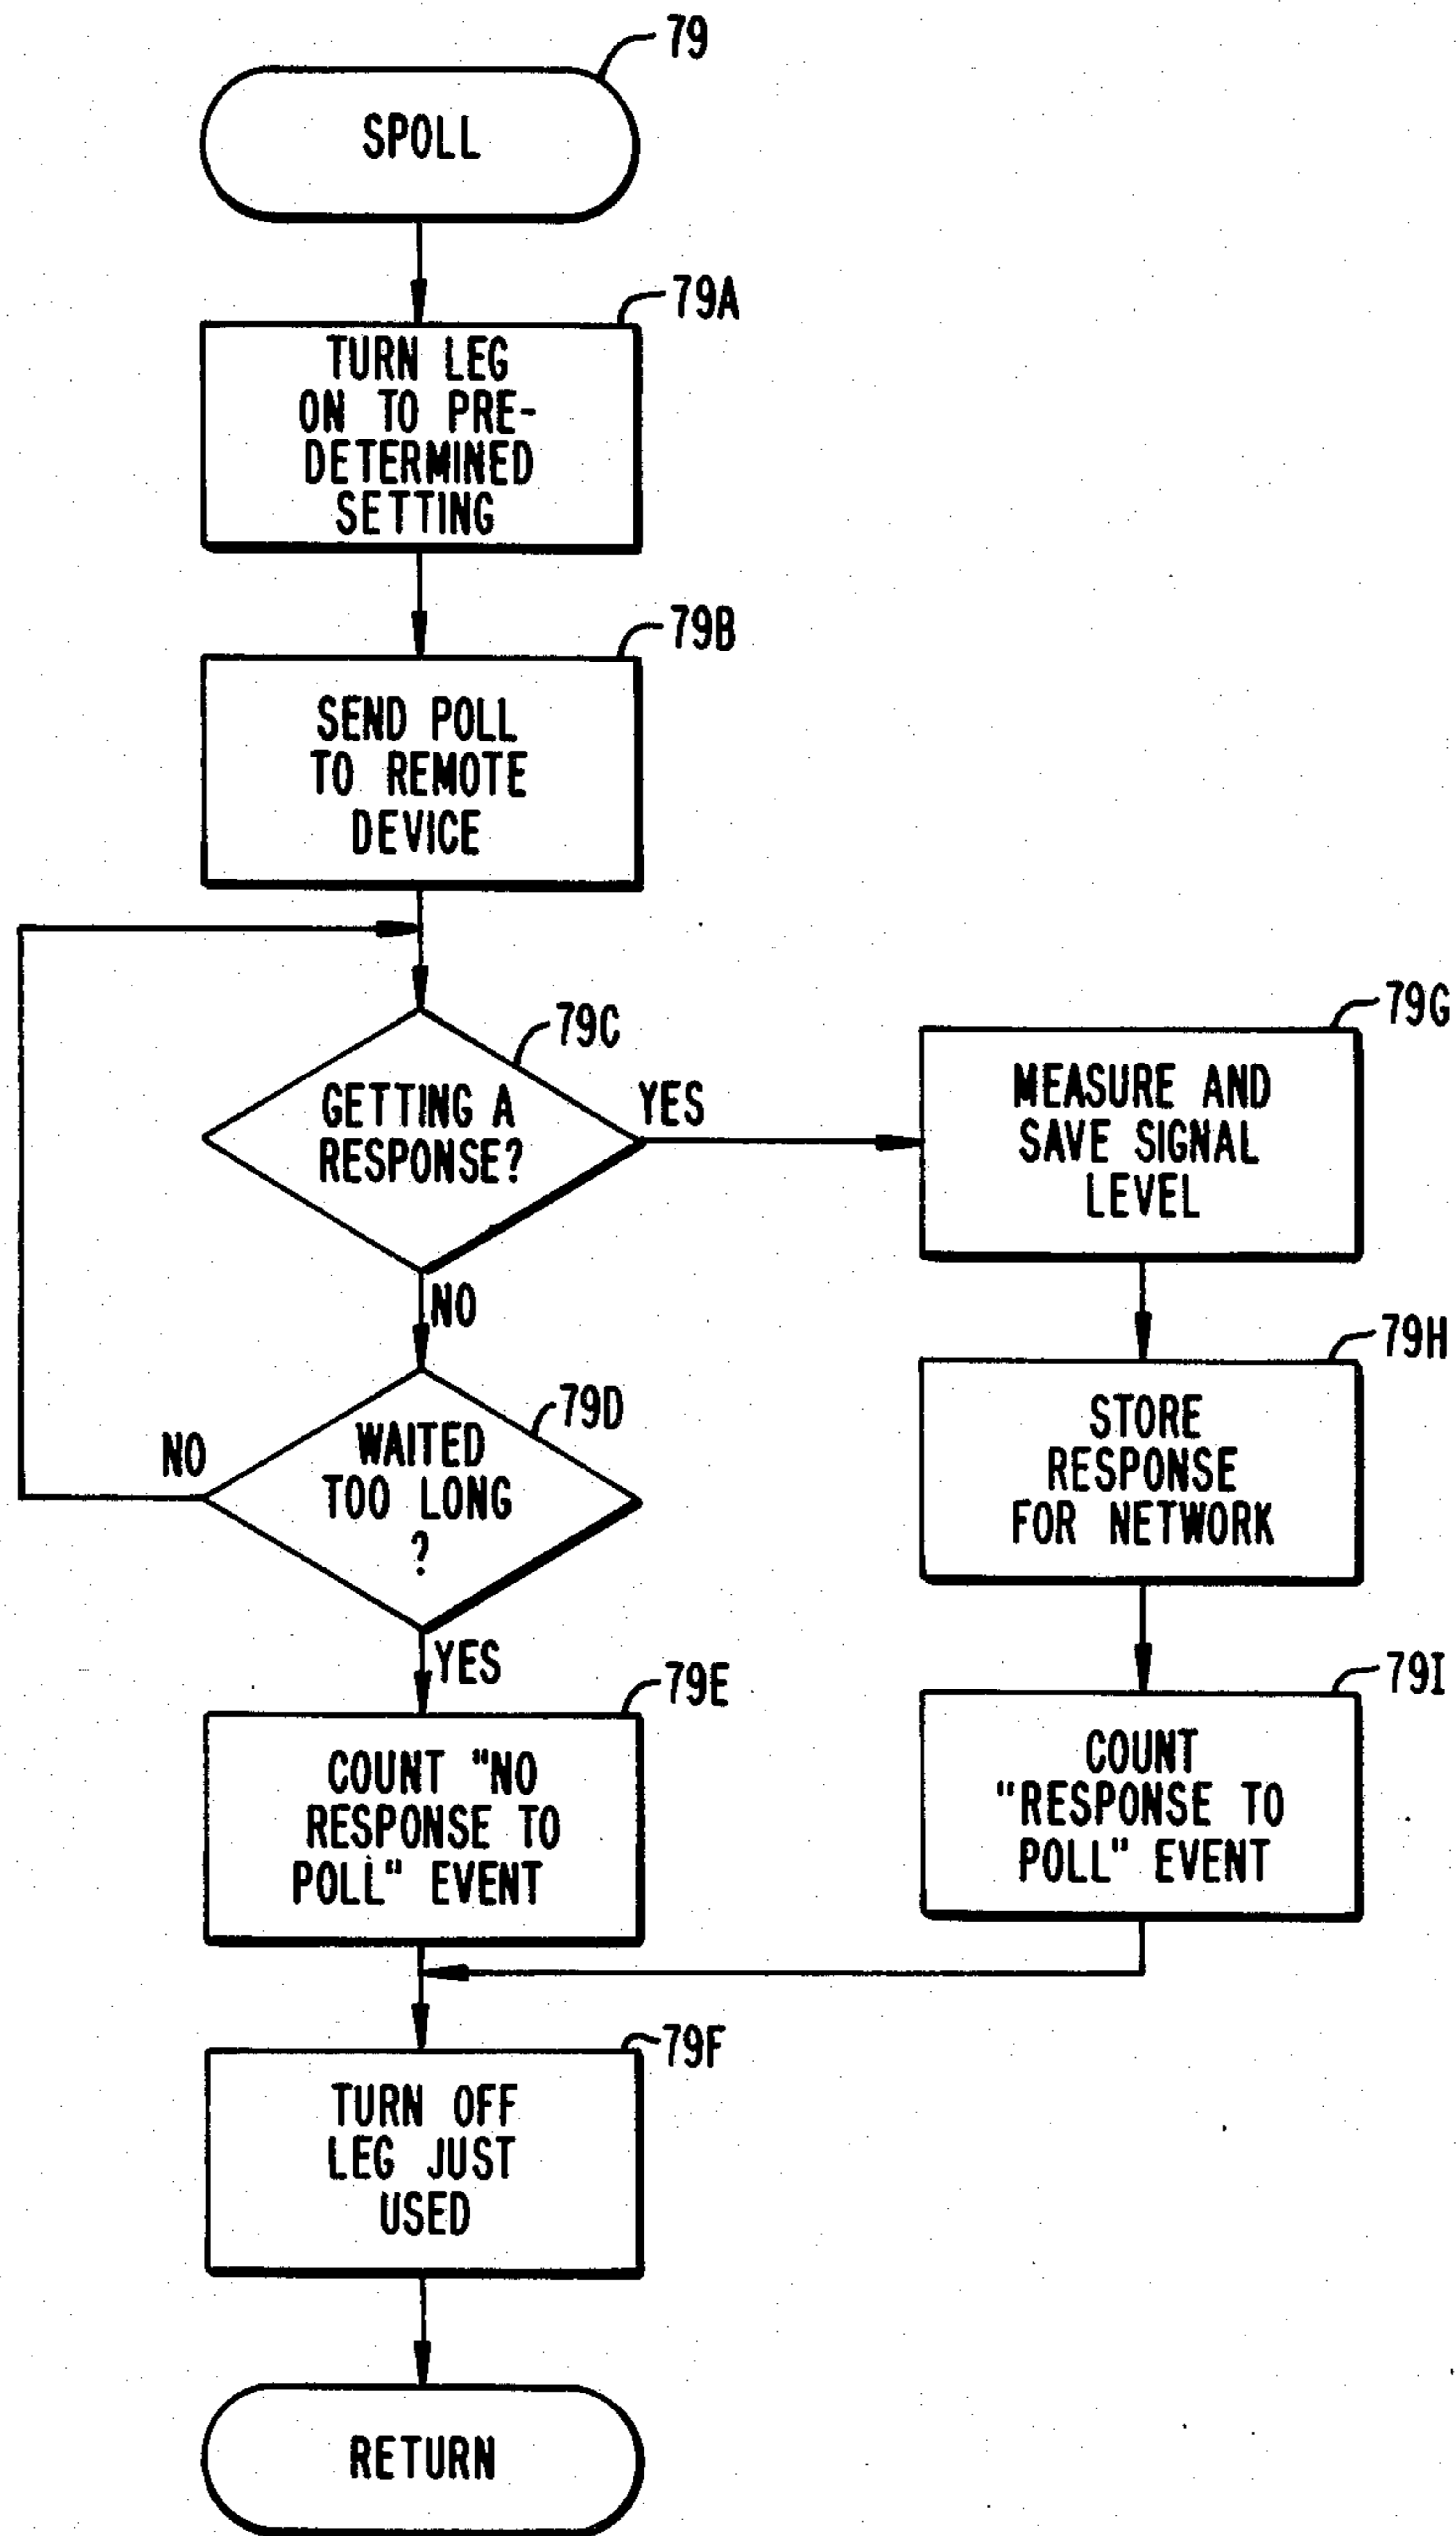 79
SPOLL
79A
TURN LEG
ON TO PRE-
DETERMINED
SETTING
79B
SEND POLL
TO REMOTE
DEVICE
79C
GETTING A
RESPONSE?
YES
NO
79D
WAITED
TOO LONG
?
NO
YES
79E
COUNT "NO
RESPONSE TO
POLL" EVENT
79G
MEASURE AND
SAVE SIGNAL
LEVEL
79H
STORE
RESPONSE
FOR NETWORK
79I
COUNT
"RESPONSE TO
POLL" EVENT
79F
TURN OFF
LEG JUST
USED
RETURN